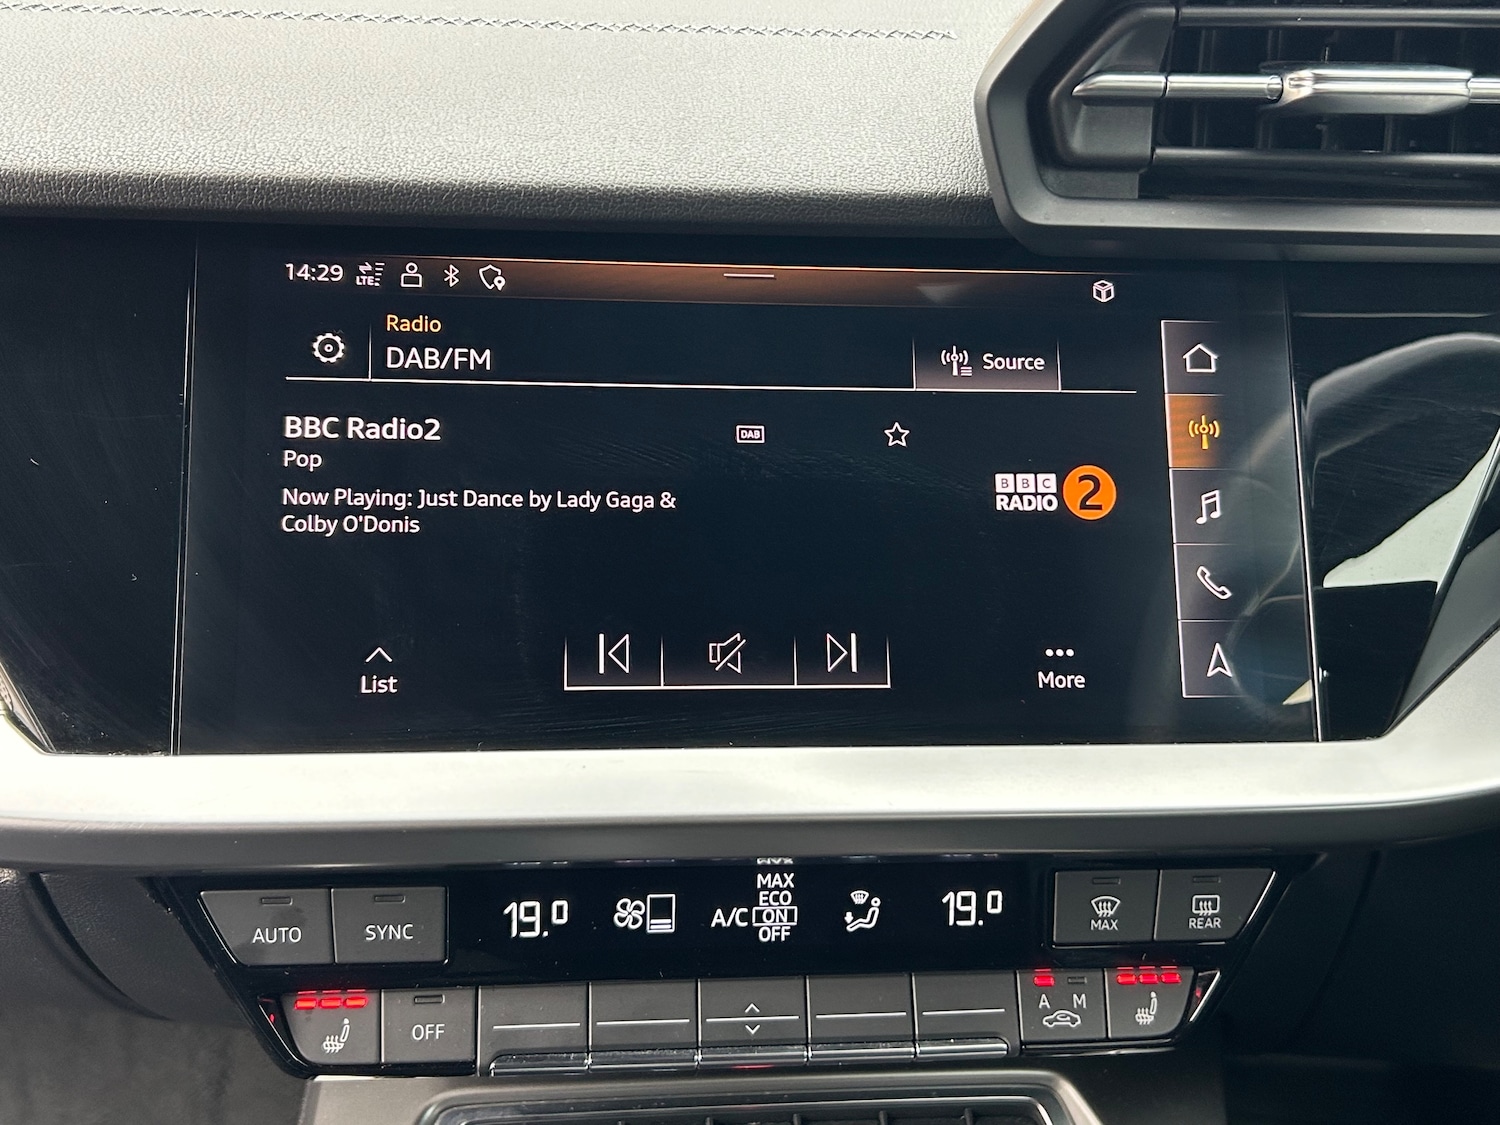 14:29 LTE
Radio
DAB/FM
Source
BBC Radio2
DAB
Pop
Now Playing: Just Dance by Lady Gaga &
Colby O'Donis
BBC
RADIO 2
List
More
AUTO
SYNC
19.0
A/C
MAX
ECO
ON
OFF
19.0
MAX
REAR
OFF
A M